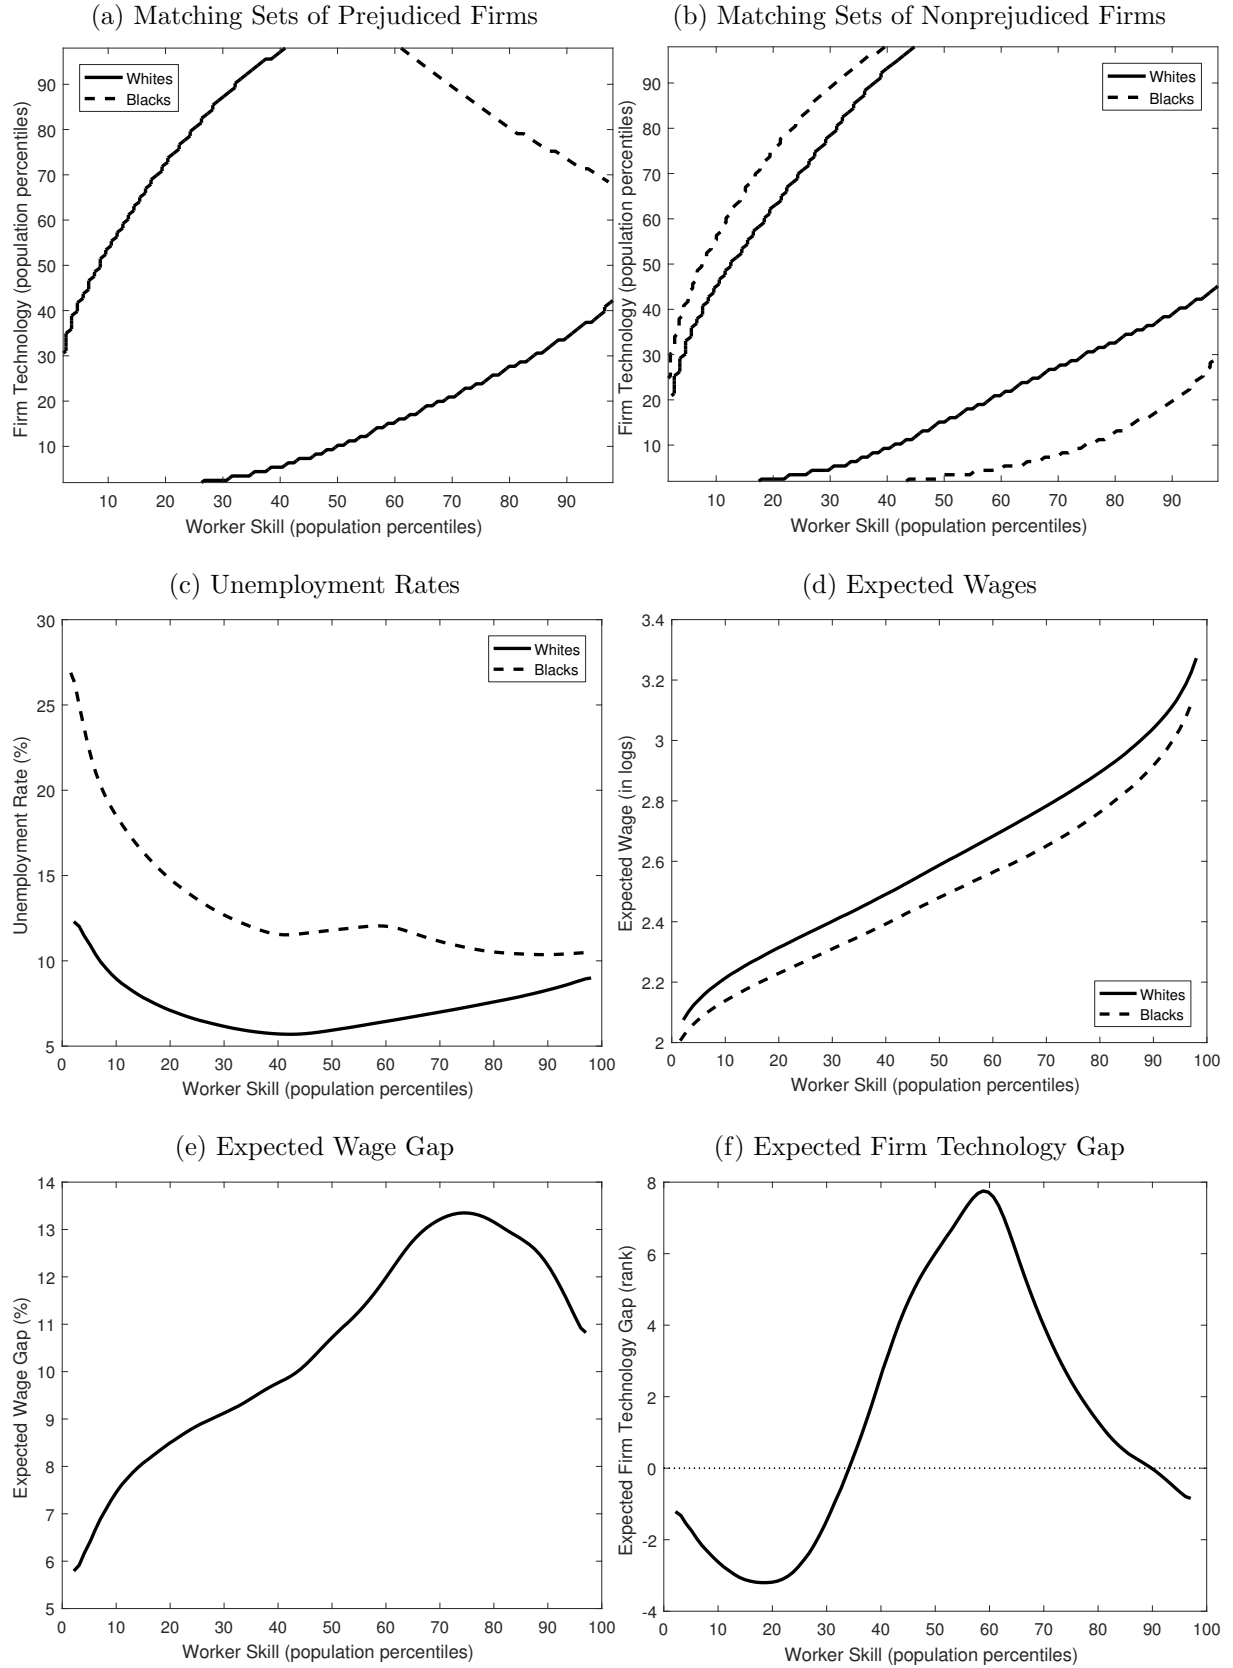 (a) Matching Sets of Prejudiced Firms
Whites
Blacks
Firm Technology (population percentiles)
90
80
70
60
50
40
30
20
10
10 20 30 40 50 60 70 80 90
Worker Skill (population percentiles)
(b) Matching Sets of Nonprejudiced Firms
Whites
Blacks
Firm Technology (population percentiles)
90
80
70
60
50
40
30
20
10
10 20 30 40 50 60 70 80 90
Worker Skill (population percentiles)
(c) Unemployment Rates
Whites
Blacks
Unemployment Rate (%)
30
25
20
15
10
5
0 10 20 30 40 50 60 70 80 90 100
Worker Skill (population percentiles)
(d) Expected Wages
Whites
Blacks
Expected Wage (in logs)
3.4
3.2
3
2.8
2.6
2.4
2.2
2
0 10 20 30 40 50 60 70 80 90 100
Worker Skill (population percentiles)
(e) Expected Wage Gap
Expected Wage Gap (%)
14
13
12
11
10
9
8
7
6
5
0 10 20 30 40 50 60 70 80 90 100
Worker Skill (population percentiles)
(f) Expected Firm Technology Gap
Expected Firm Technology Gap (rank)
8
6
4
2
0
-2
-4
0 10 20 30 40 50 60 70 80 90 100
Worker Skill (population percentiles)